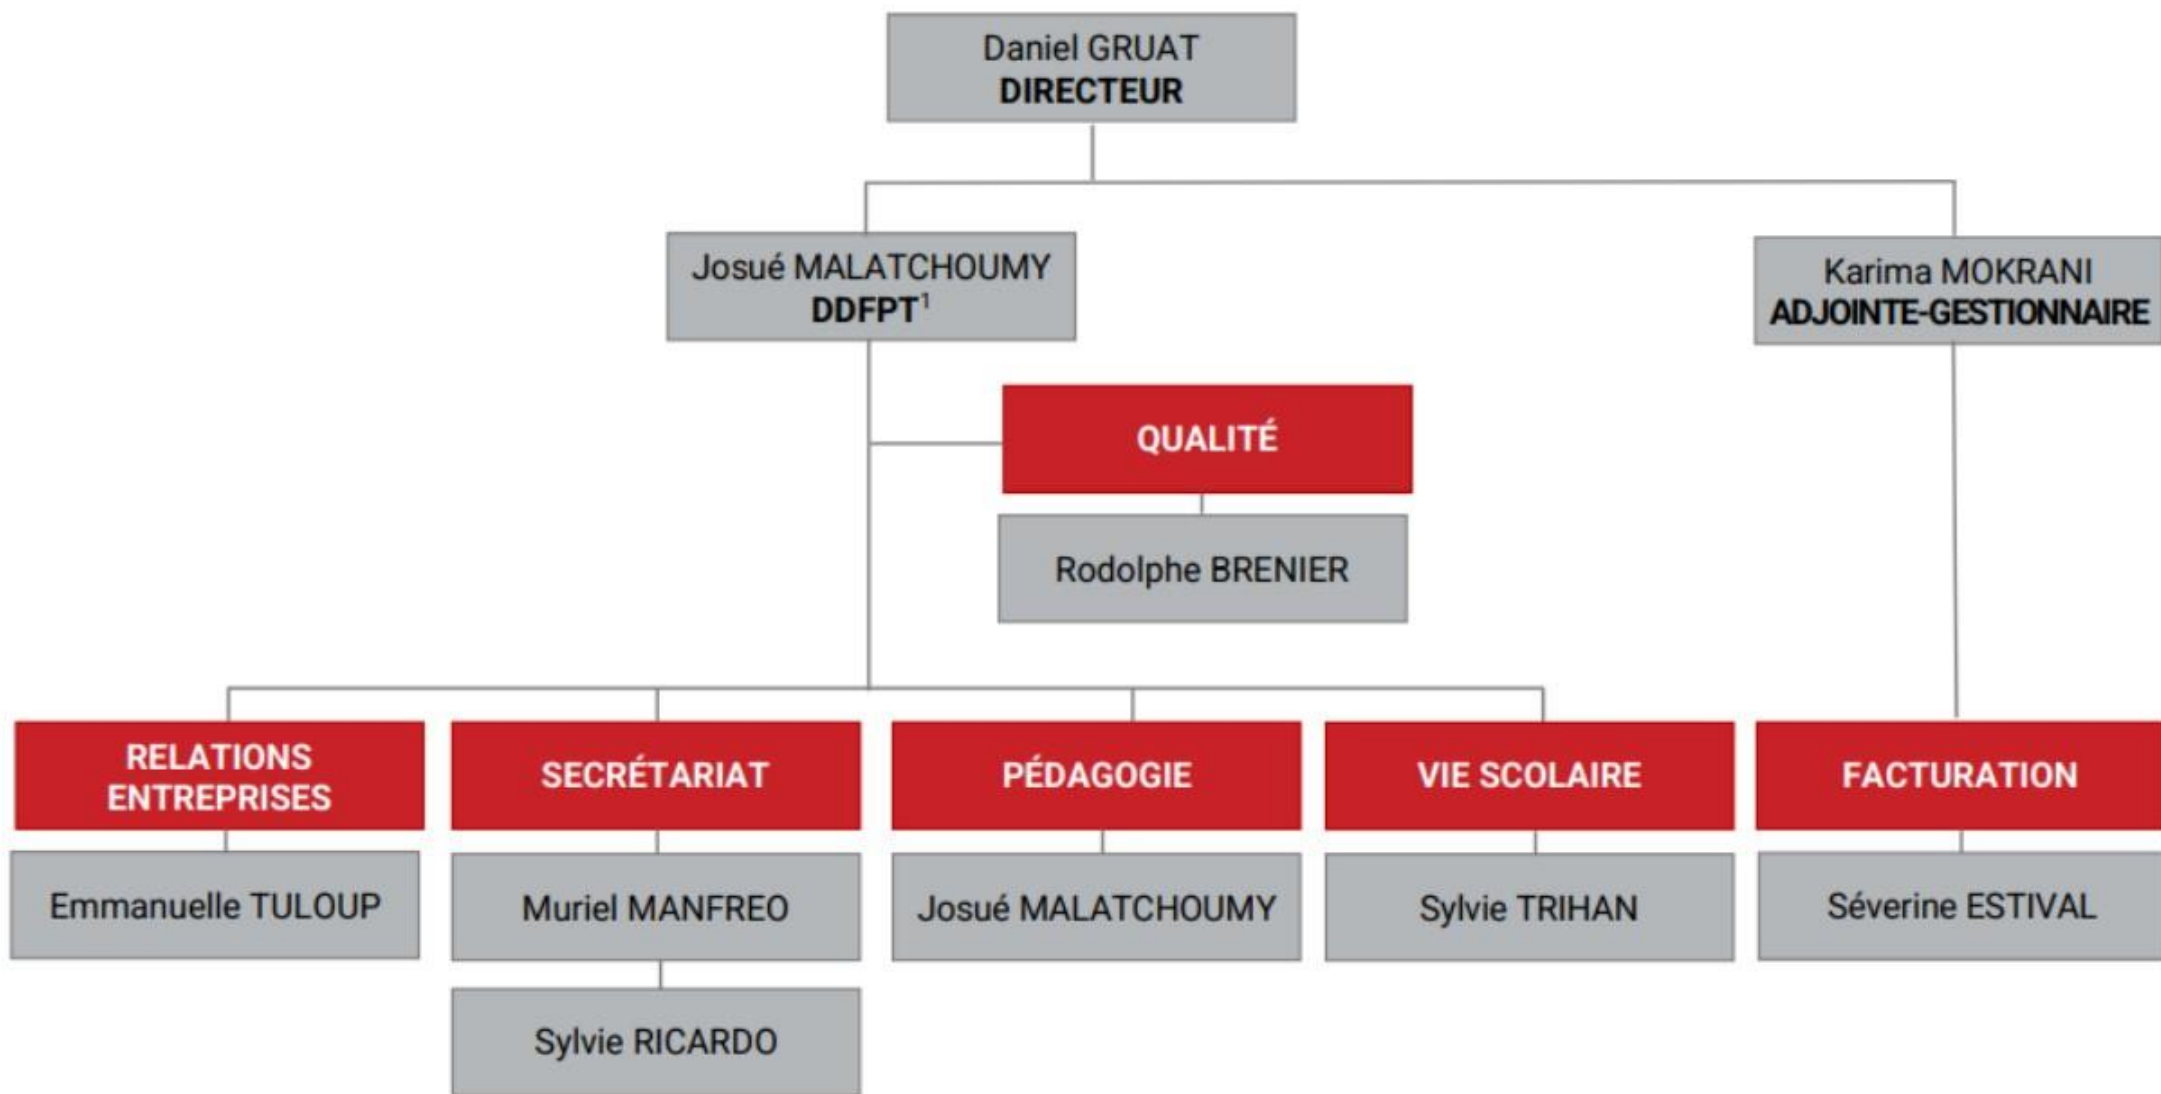 Daniel GRUAT
DIRECTEUR
Josué MALATCHOUMY
DDFPT¹
Karima MOKRANI
ADJOINTE-GESTIONNAIRE
QUALITÉ
Rodolphe BRENIER
RELATIONS
ENTREPRISES
SECRÉTARIAT
PÉDAGOGIE
VIE SCOLAIRE
FACTURATION
Emmanuelle TULOUP
Muriel MANFREO
Josué MALATCHOUMY
Sylvie TRIHAN
Séverine ESTIVAL
Sylvie RICARDO